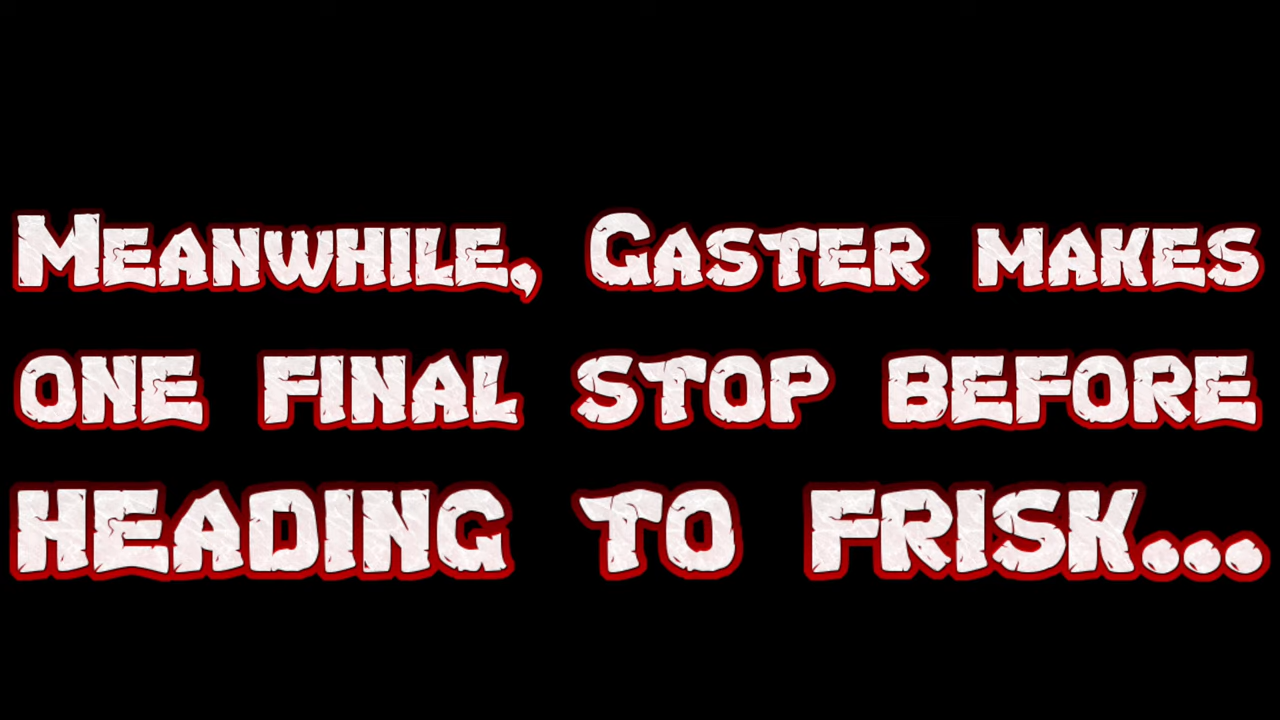 Meanwhile, Gaster makes
one final stop before
heading to Frisk...